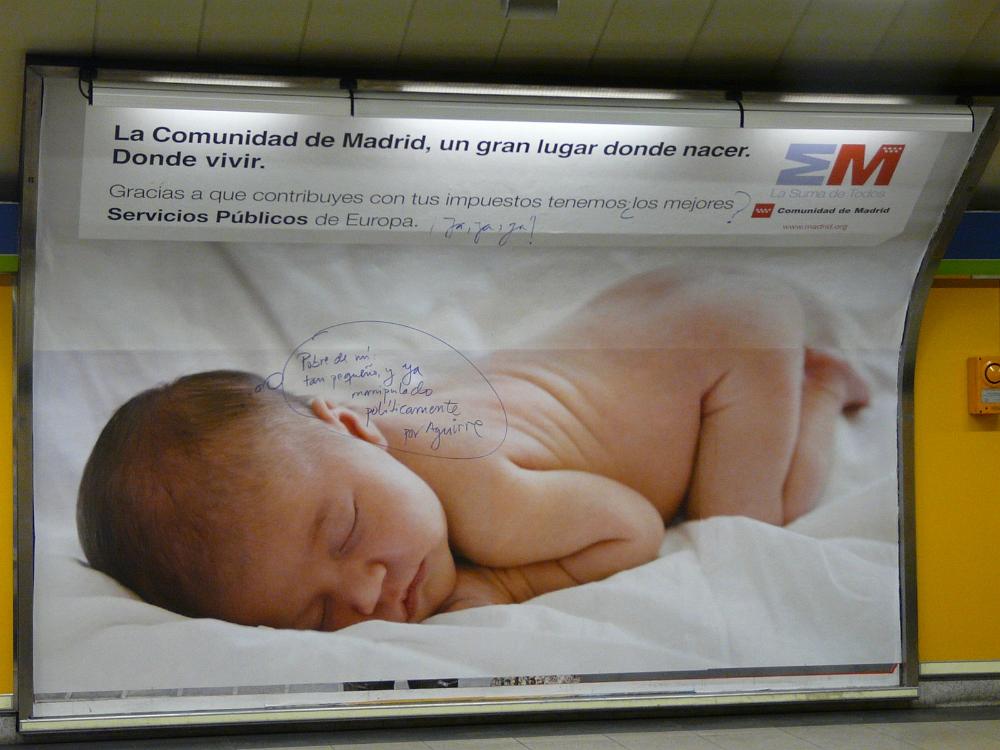 La Comunidad de Madrid, un gran lugar donde nacer.
Donde vivir.
Gracias a que contribuyes con tus impuestos tenemos ¿los mejores?
Servicios Públicos de Europa. ¡Ja, ja, ja!
EM
La Suma de Todos
Comunidad de Madrid
www.madrid.org
Pobre de mí
tan pequeño, y ya
manipulado
políticamente
por Aguirre